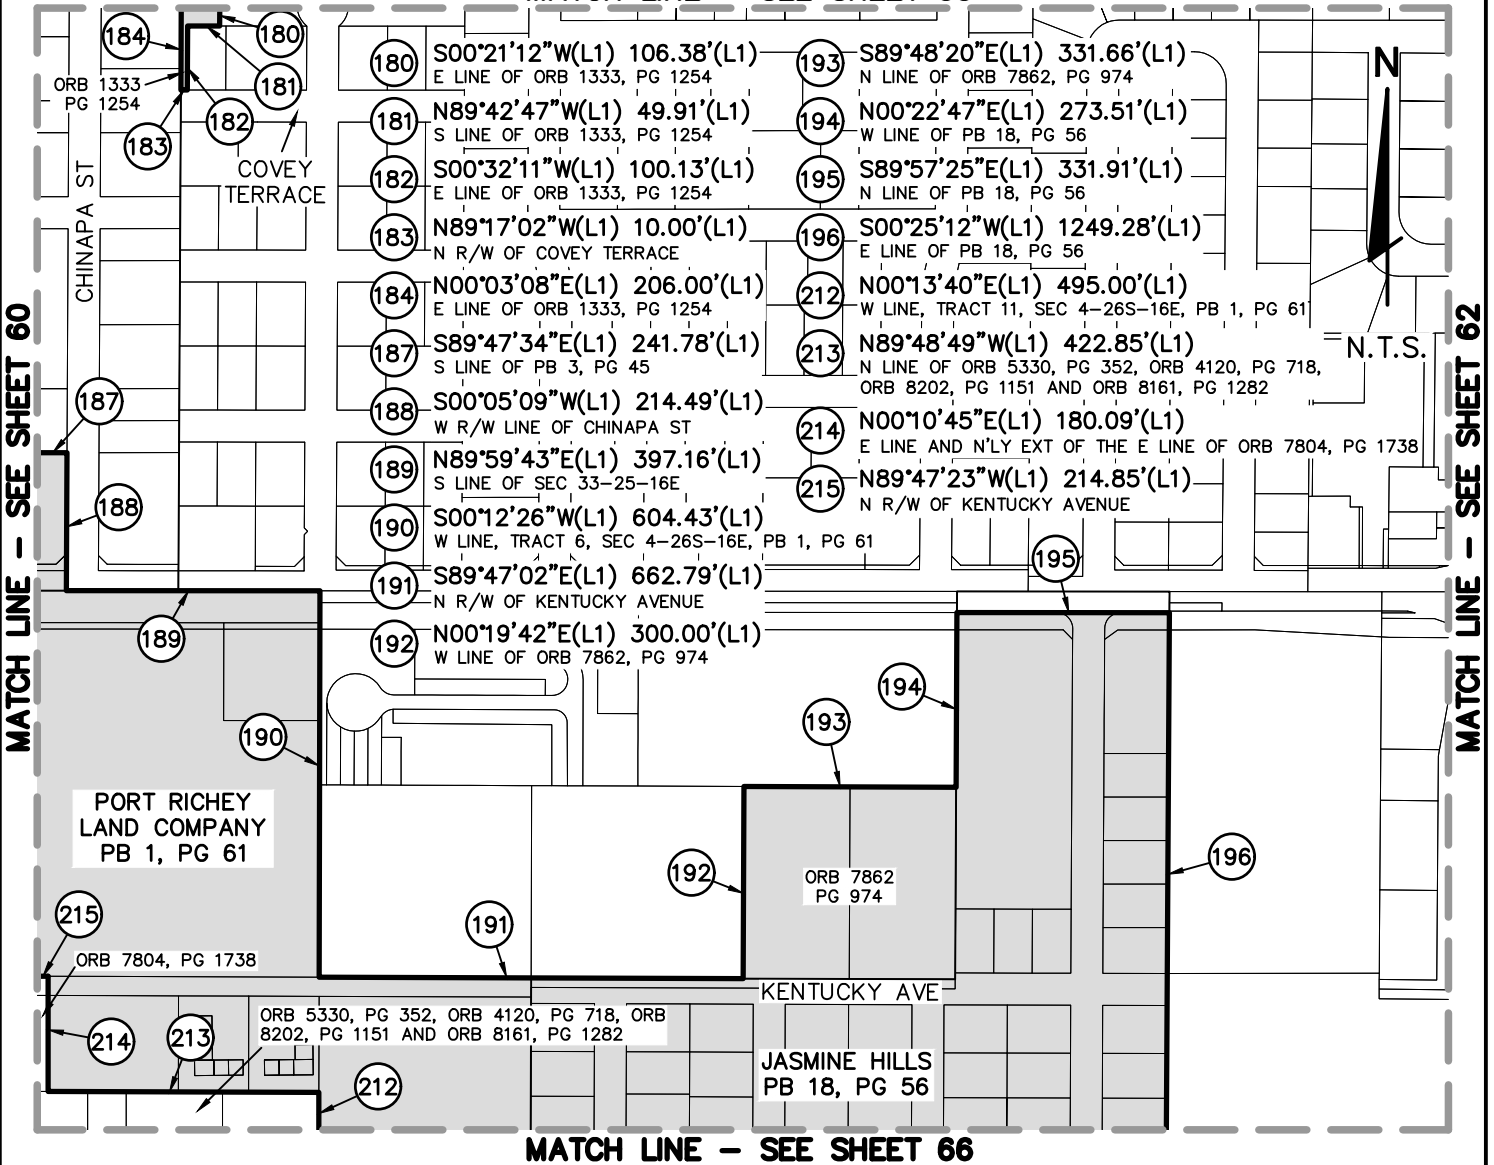 184
180
ORB 1333
PG 1254
181
182
183
COVEY
TERRACE
CHINAPA ST
180 S00°21'12"W(L1) 106.38'(L1)
E LINE OF ORB 1333, PG 1254
181 N89°42'47"W(L1) 49.91'(L1)
S LINE OF ORB 1333, PG 1254
182 S00°32'11"W(L1) 100.13'(L1)
E LINE OF ORB 1333, PG 1254
183 N89°17'02"W(L1) 10.00'(L1)
N R/W OF COVEY TERRACE
184 N00°03'08"E(L1) 206.00'(L1)
E LINE OF ORB 1333, PG 1254
187 S89°47'34"E(L1) 241.78'(L1)
S LINE OF PB 3, PG 45
188 S00°05'09"W(L1) 214.49'(L1)
W R/W LINE OF CHINAPA ST
189 N89°59'43"E(L1) 397.16'(L1)
S LINE OF SEC 33-25-16E
190 S00°12'26"W(L1) 604.43'(L1)
W LINE, TRACT 6, SEC 4-26S-16E, PB 1, PG 61
191 S89°47'02"E(L1) 662.79'(L1)
N R/W OF KENTUCKY AVENUE
192 N00°19'42"E(L1) 300.00'(L1)
W LINE OF ORB 7862, PG 974
193 S89°48'20"E(L1) 331.66'(L1)
N LINE OF ORB 7862, PG 974
194 N00°22'47"E(L1) 273.51'(L1)
W LINE OF PB 18, PG 56
195 S89°57'25"E(L1) 331.91'(L1)
N LINE OF PB 18, PG 56
196 S00°25'12"W(L1) 1249.28'(L1)
E LINE OF PB 18, PG 56
212 N00°13'40"E(L1) 495.00'(L1)
W LINE, TRACT 11, SEC 4-26S-16E, PB 1, PG 61
213 N89°48'49"W(L1) 422.85'(L1)
N LINE OF ORB 5330, PG 352, ORB 4120, PG 718,
ORB 8202, PG 1151 AND ORB 8161, PG 1282
214 N00°10'45"E(L1) 180.09'(L1)
E LINE AND N'LY EXT OF THE E LINE OF ORB 7804, PG 1738
215 N89°47'23"W(L1) 214.85'(L1)
N R/W OF KENTUCKY AVENUE
N
N.T.S.
MATCH LINE - SEE SHEET 60
MATCH LINE - SEE SHEET 62
187
188
189
190
195
194
193
192
191
196
PORT RICHEY
LAND COMPANY
PB 1, PG 61
ORB 7862
PG 974
215
ORB 7804, PG 1738
KENTUCKY AVE
ORB 5330, PG 352, ORB 4120, PG 718, ORB
8202, PG 1151 AND ORB 8161, PG 1282
214
213
212
JASMINE HILLS
PB 18, PG 56
MATCH LINE - SEE SHEET 66